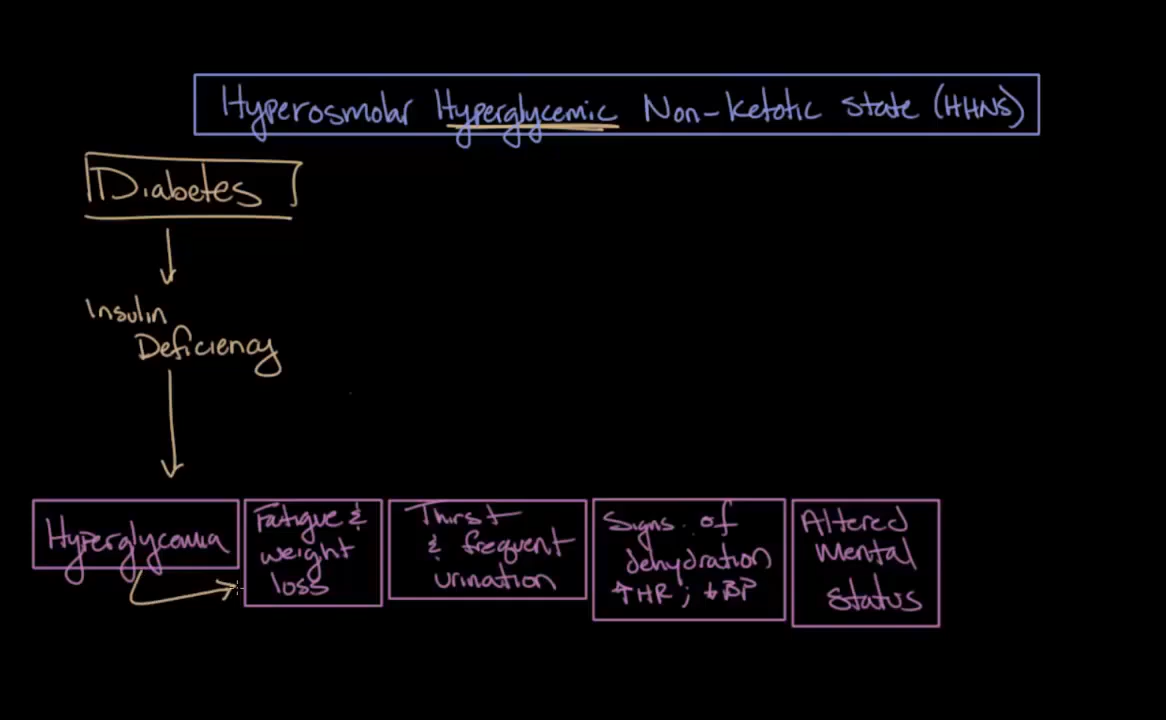 Hyperosmolar Hyperglycemic Non-Ketotic State (HHNS)
Diabetes
Insulin
Deficiency
Hyperglycemia
Fatigue &
weight
loss
Thirst
& frequent
urination
Signs of
dehydration
↑HR; ↓BP
Altered
Mental
Status